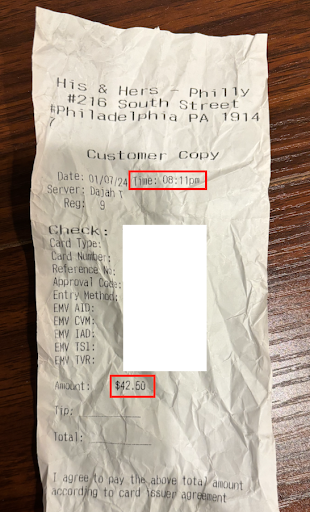 His & Hers - Philly
#216 South Street
#Philadelphia PA 1914
7
Customer Copy
Date: 01/07/24 Time: 08:11pm
Server: Dajah T
Reg: 9
Check:
Card Type:
Card Number:
Reference No:
Approval Code:
Entry Method:
EMV AID:
EMV CVM:
EMV IAD:
EMV TSI:
EMV TVR:
Amount: $42.50
Tip:
Total:
I agree to pay the above total amount
according to card issuer agreement